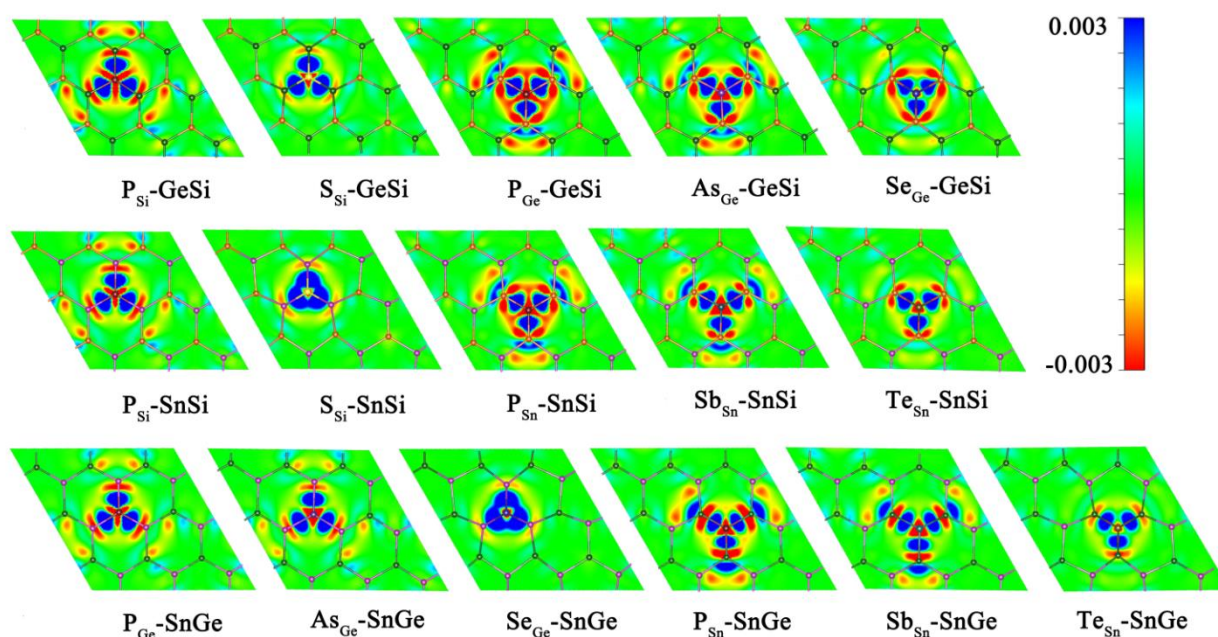 0.003
P_Si-GeSi S_Si-GeSi P_Ge-GeSi As_Ge-GeSi Se_Ge-GeSi
-0.003
P_Si-SnSi S_Si-SnSi P_Sn-SnSi Sb_Sn-SnSi Te_Sn-SnSi
P_Ge-SnGe As_Ge-SnGe Se_Ge-SnGe P_Sn-SnGe Sb_Sn-SnGe Te_Sn-SnGe